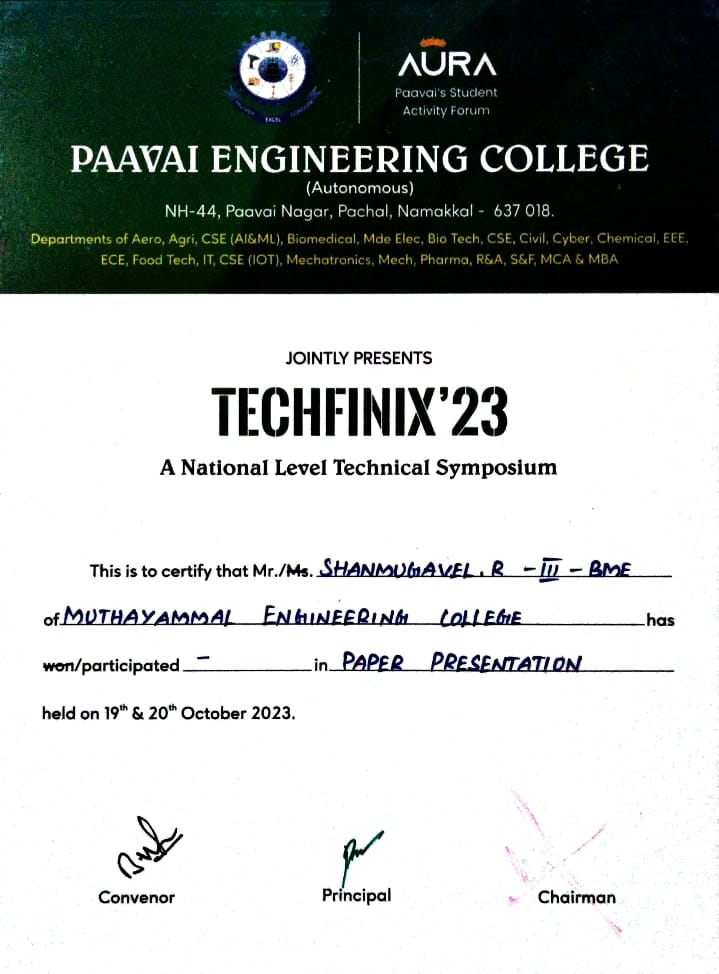 EXCEL
AURA
Paavai's Student
Activity Forum
PAAVAI ENGINEERING COLLEGE
(Autonomous)
NH-44, Paavai Nagar, Pachal, Namakkal - 637 018.
Departments of Aero, Agri, CSE (AI&ML), Biomedical, Mde Elec, Bio Tech, CSE, Civil, Cyber, Chemical, EEE,
ECE, Food Tech, IT, CSE (IOT), Mechatronics, Mech, Pharma, R&A, S&F, MCA & MBA
JOINTLY PRESENTS
TECHFINIX'23
A National Level Technical Symposium
This is to certify that Mr./Ms. SHANMUGAVEL.R - III - BME
of MUTHAYAMMAL ENGINEERING COLLEGE has
won/participated - in PAPER PRESENTATION
held on 19th & 20th October 2023.
Convenor Principal Chairman